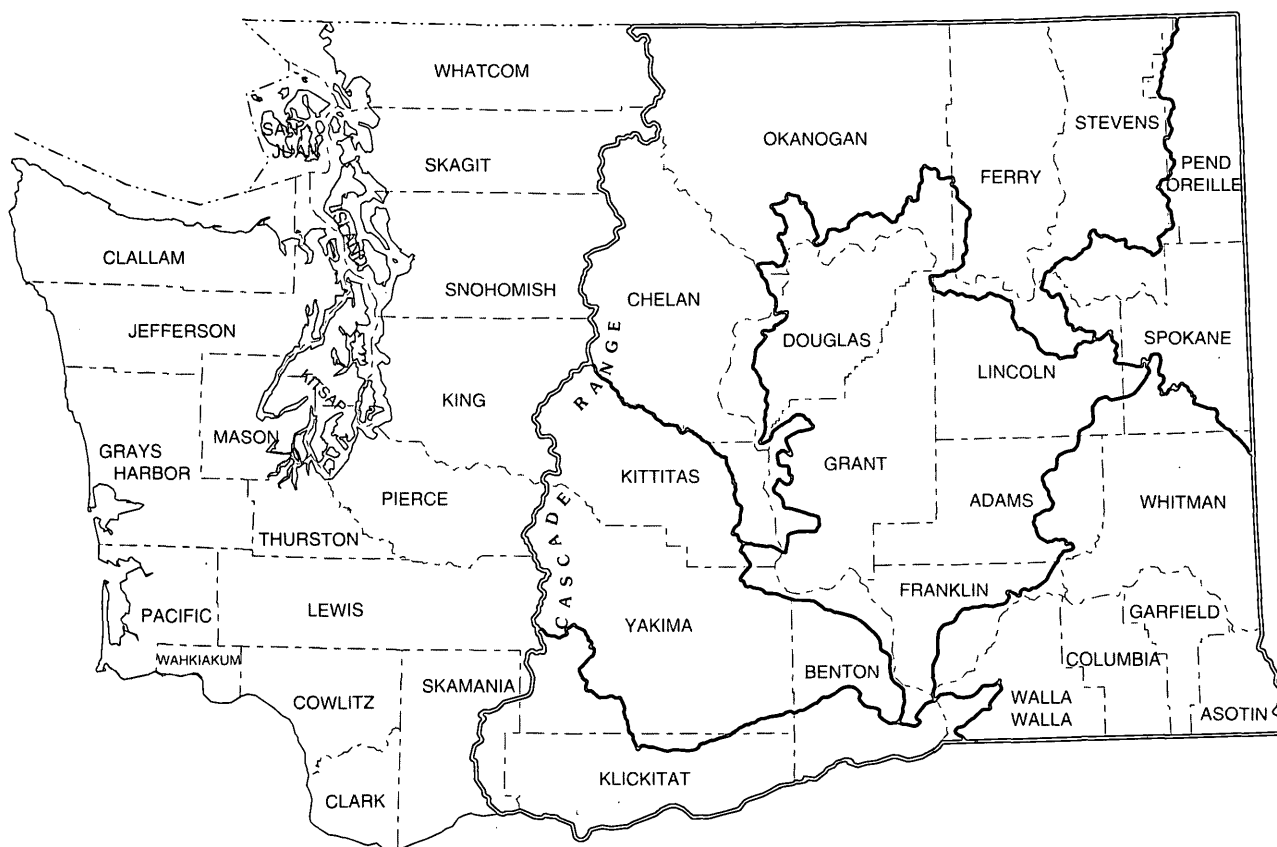 WHATCOM
SAN
JUAN
SKAGIT
OKANOGAN
FERRY
STEVENS
PEND
OREILLE
ISLAND
CLALLAM
SNOHOMISH
CHELAN
JEFFERSON
DOUGLAS
SPOKANE
LINCOLN
KITSAP
KING
CASCADE RANGE
MASON
GRAYS
HARBOR
KITTITAS
GRANT
PIERCE
ADAMS
WHITMAN
THURSTON
FRANKLIN
PACIFIC
LEWIS
YAKIMA
GARFIELD
WAHKIAKUM
COLUMBIA
BENTON
SKAMANIA
COWLITZ
WALLA
WALLA
ASOTIN
KLICKITAT
CLARK